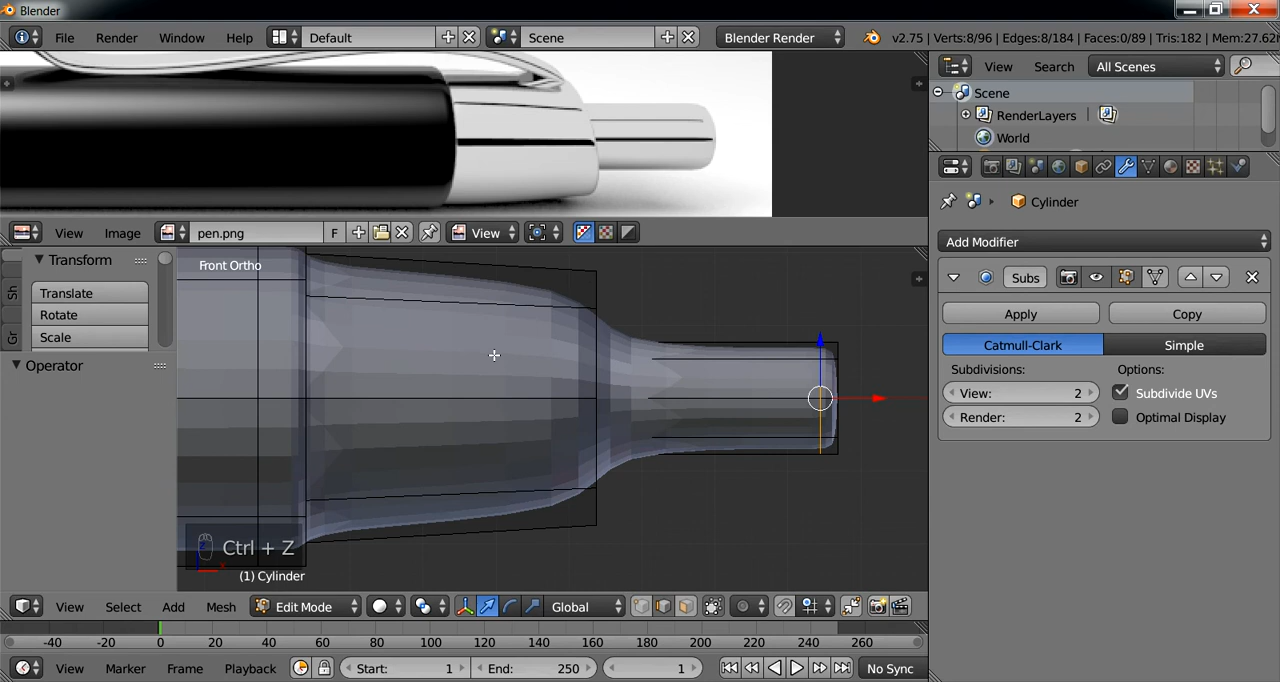 Blender
File Render Window Help Default Scene Blender Render v2.75 | Verts:8/96 | Edges:8/184 | Faces:0/89 | Tris:182 | Mem:27.62
View Search All Scenes
Scene
RenderLayers
World
Cylinder
Add Modifier
Subs
Apply Copy
Catmull-Clark Simple
Subdivisions: Options:
View: 2 Subdivide UVs
Render: 2 Optimal Display
View Image pen.png F View
Transform
Translate
Rotate
Scale
Operator
Sh
Gr
Front Ortho
Ctrl + Z
(1) Cylinder
View Select Add Mesh Edit Mode Global
-40 -20 0 20 40 60 80 100 120 140 160 180 200 220 240 260
View Marker Frame Playback Start: 1 End: 250 1 No Sync